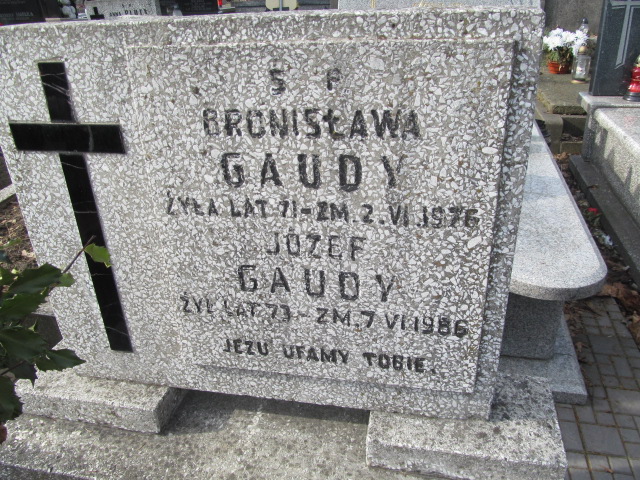 Ś P
BRONISŁAWA
GAUDY
ŻYŁA LAT 71-ZM. 2.VI.1976
JÓZEF
GAUDY
ŻYŁ LAT 73-ZM. 7 VI 1986
JEZU UFAMY TOBIE.